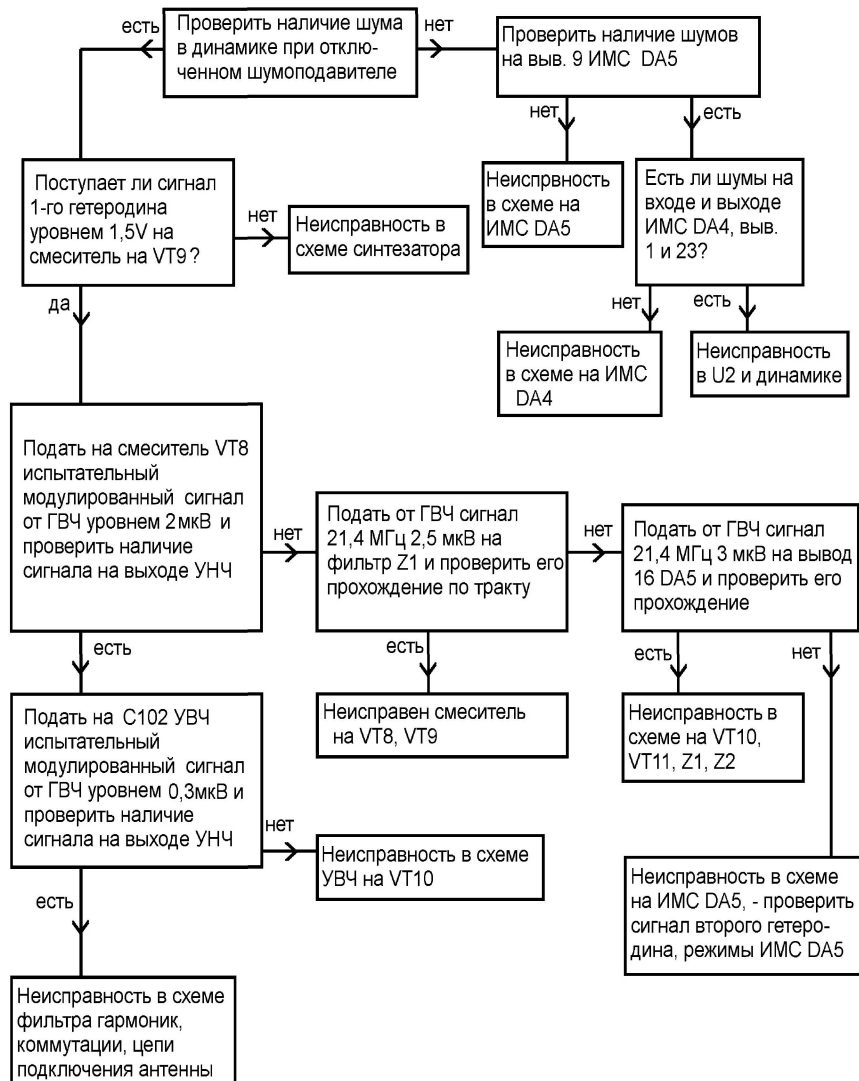 Проверить наличие шума
в динамике при отклю-
ченном шумоподавителе
есть
нет
Проверить наличие шумов
на выв. 9 ИМС DA5
нет
есть
Поступает ли сигнал
1-го гетеродина
уровнем 1,5V на
смеситель на VT9?
нет
Неисправность в
схеме синтезатора
Неиспрвность
в схеме на
ИМС DA5
Есть ли шумы на
входе и выходе
ИМС DA4, выв.
1 и 23?
да
нет
есть
Неисправность
в схеме на ИМС
DA4
Неисправность
в U2 и динамике
Подать на смеситель VT8
испытательный
модулированный сигнал
от ГВЧ уровнем 2мкВ и
проверить наличие
сигнала на выходе УНЧ
нет
Подать от ГВЧ сигнал
21,4 МГц 2,5 мкВ на
фильтр Z1 и проверить его
прохождение по тракту
нет
Подать от ГВЧ сигнал
21,4 МГц 3 мкВ на вывод
16 DA5 и проверить его
прохождение
есть
есть
есть
нет
Подать на C102 УВЧ
испытательный
модулированный сигнал
от ГВЧ уровнем 0,3мкВ и
проверить наличие
сигнала на выходе УНЧ
Неисправен смеситель
на VT8, VT9
Неисправность в
схеме на VT10,
VT11, Z1, Z2
нет
Неисправность в схеме
УВЧ на VT10
Неисправность в схеме
на ИМС DA5, - проверить
сигнал второго гетеро-
дина, режимы ИМС DA5
есть
Неисправность в схеме
фильтра гармоник,
коммутации, цепи
подключения антенны